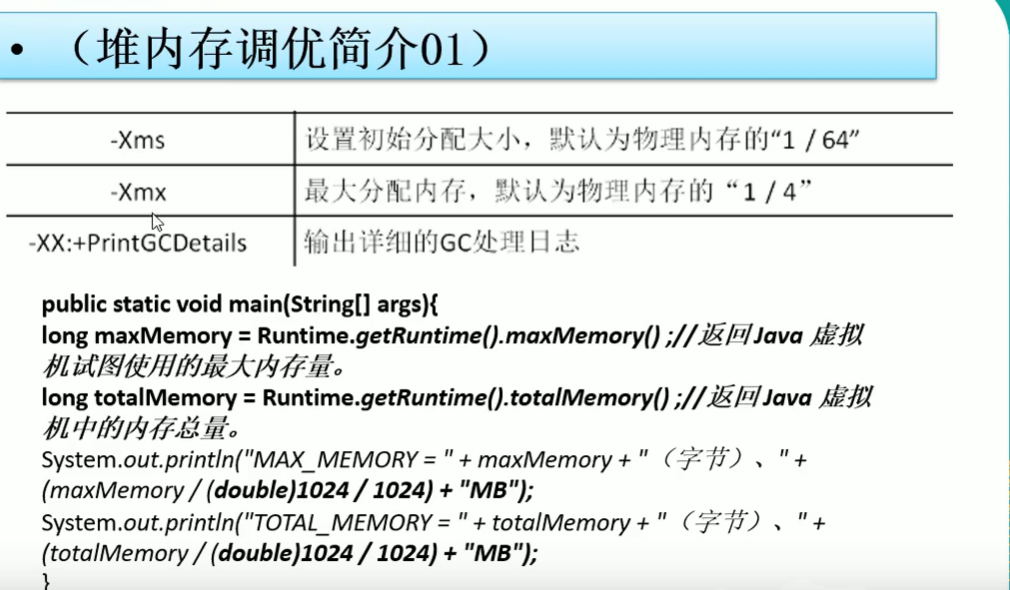 • （堆内存调优简介01）
-Xms 设置初始分配大小，默认为物理内存的“1 / 64”
-Xmx 最大分配内存，默认为物理内存的“1 / 4”
-XX:+PrintGCDetails 输出详细的GC处理日志
public static void main(String[] args){
long maxMemory = Runtime.getRuntime().maxMemory() ;//返回 Java 虚拟
机试图使用的最大内存量。
long totalMemory = Runtime.getRuntime().totalMemory() ;//返回 Java 虚拟
机中的内存总量。
System.out.println("MAX_MEMORY = " + maxMemory + "（字节）、" +
(maxMemory / (double)1024 / 1024) + "MB");
System.out.println("TOTAL_MEMORY = " + totalMemory + "（字节）、" +
(totalMemory / (double)1024 / 1024) + "MB");
}